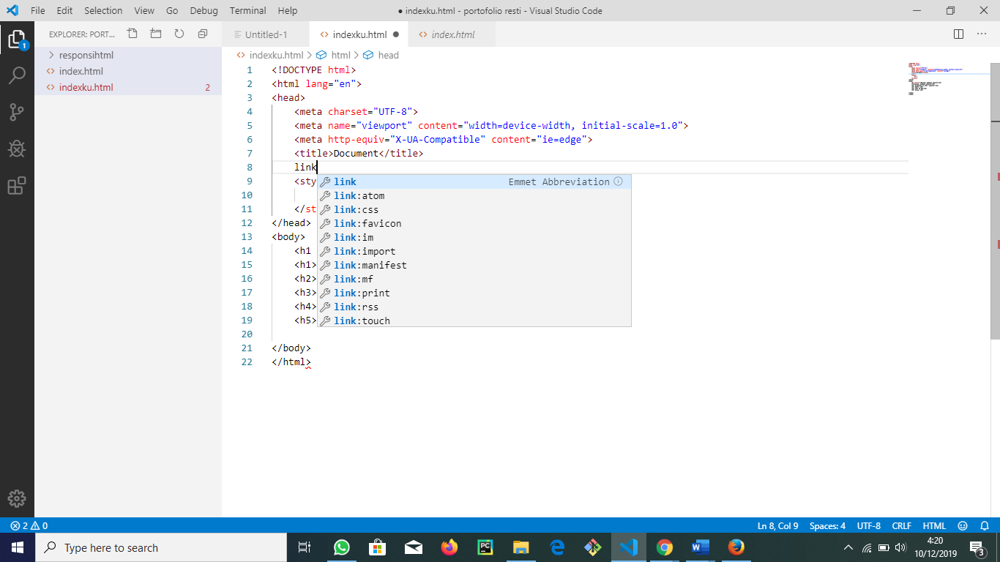 File Edit Selection View Go Debug Terminal Help
● indexku.html - portofolio resti - Visual Studio Code
EXPLORER: PORT...
Untitled-1
indexku.html
index.html
responsihtml
index.html
indexku.html 2
indexku.html > html > head
1 <!DOCTYPE html>
2 <html lang="en">
3 <head>
4 <meta charset="UTF-8">
5 <meta name="viewport" content="width=device-width, initial-scale=1.0">
6 <meta http-equiv="X-UA-Compatible" content="ie=edge">
7 <title>Document</title>
8 link
9 <sty
10
11 </st
12 </head>
13 <body>
14 <h1
15 <h1>
16 <h2>
17 <h3>
18 <h4>
19 <h5>
20
21 </body>
22 </html>
link Emmet Abbreviation
link:atom
link:css
link:favicon
link:im
link:import
link:manifest
link:mf
link:print
link:rss
link:touch
1
2 0
Ln 8, Col 9 Spaces: 4 UTF-8 CRLF HTML
Type here to search
PC
W
4:20
10/12/2019
3